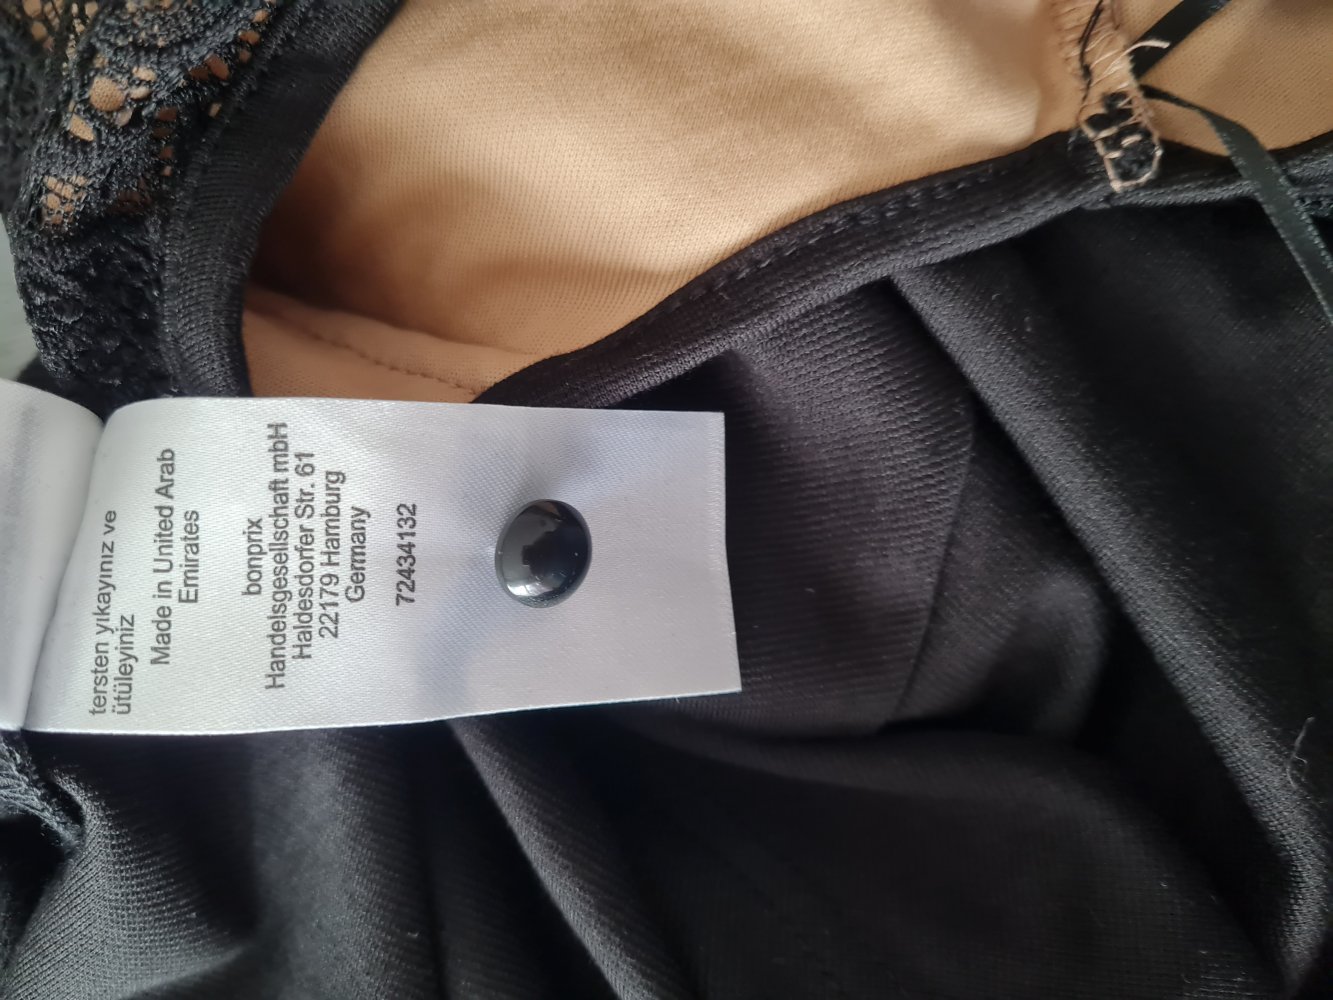 tersten yıkayınız ve
ütüleyiniz
Made in United Arab
Emirates
bonprix
Handelsgesellschaft mbH
Haldesdorfer Str. 61
22179 Hamburg
Germany
72434132